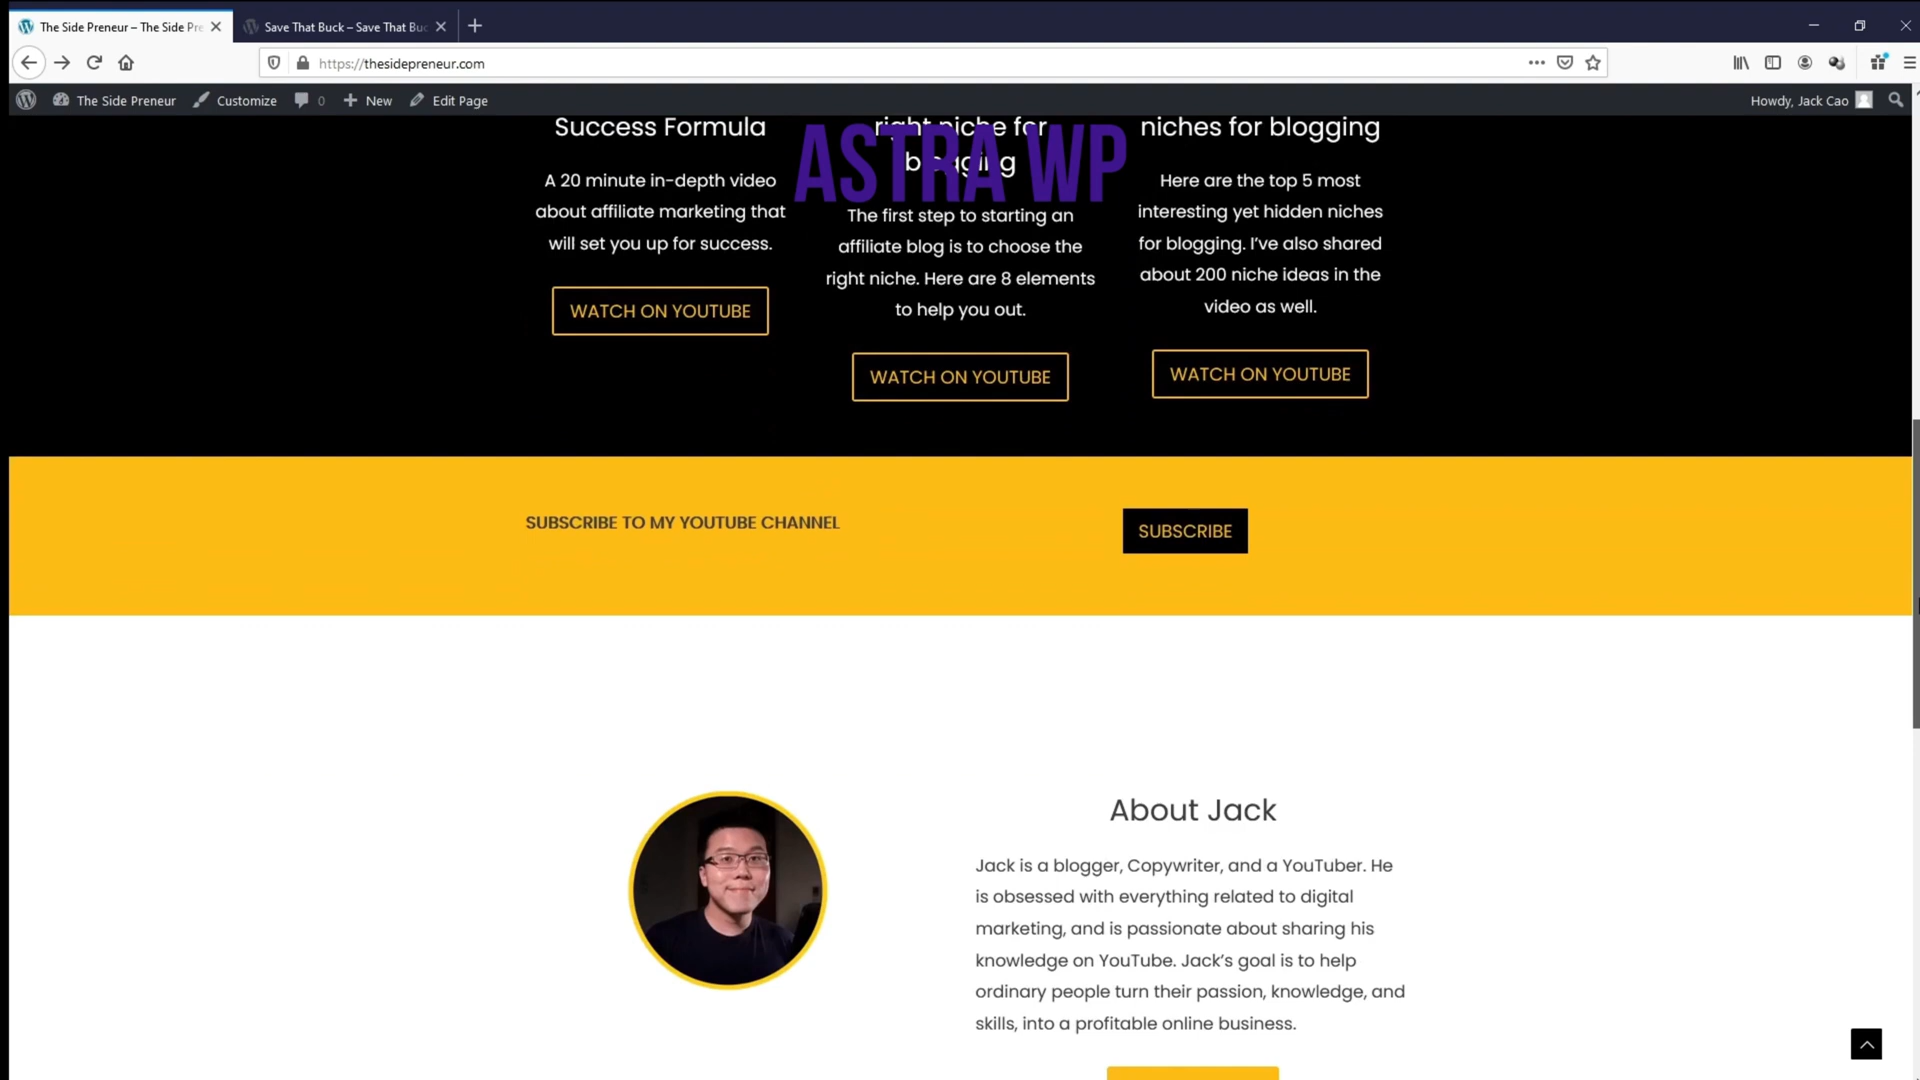 The Side Preneur – The Side Pre
Save That Buck – Save That Buc
https://thesidepreneur.com
The Side Preneur
Customize
0
New
Edit Page
Howdy, Jack Cao
ASTRA WP
Success Formula
A 20 minute in-depth video
about affiliate marketing that
will set you up for success.
WATCH ON YOUTUBE
right niche for
blogging
The first step to starting an
affiliate blog is to choose the
right niche. Here are 8 elements
to help you out.
WATCH ON YOUTUBE
niches for blogging
Here are the top 5 most
interesting yet hidden niches
for blogging. I've also shared
about 200 niche ideas in the
video as well.
WATCH ON YOUTUBE
SUBSCRIBE TO MY YOUTUBE CHANNEL
SUBSCRIBE
About Jack
Jack is a blogger, Copywriter, and a YouTuber. He
is obsessed with everything related to digital
marketing, and is passionate about sharing his
knowledge on YouTube. Jack's goal is to help
ordinary people turn their passion, knowledge, and
skills, into a profitable online business.